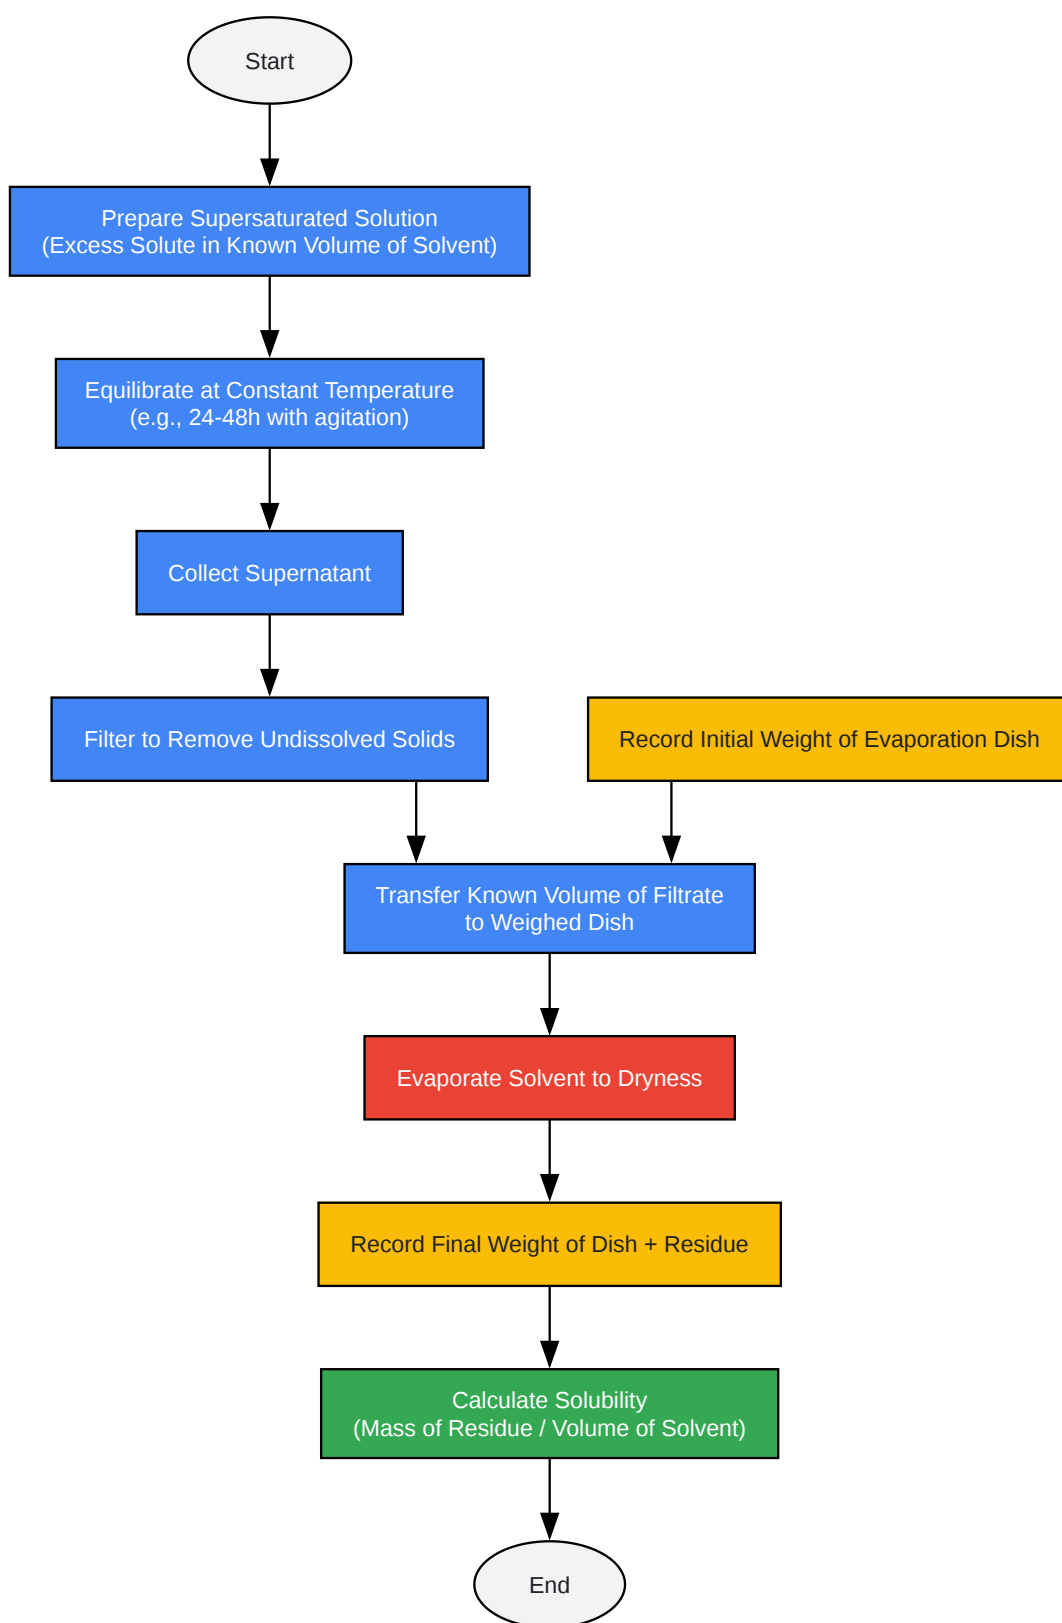 Start
Prepare Supersaturated Solution
(Excess Solute in Known Volume of Solvent)
Equilibrate at Constant Temperature
(e.g., 24-48h with agitation)
Collect Supernatant
Filter to Remove Undissolved Solids
Record Initial Weight of Evaporation Dish
Transfer Known Volume of Filtrate
to Weighed Dish
Evaporate Solvent to Dryness
Record Final Weight of Dish + Residue
Calculate Solubility
(Mass of Residue / Volume of Solvent)
End